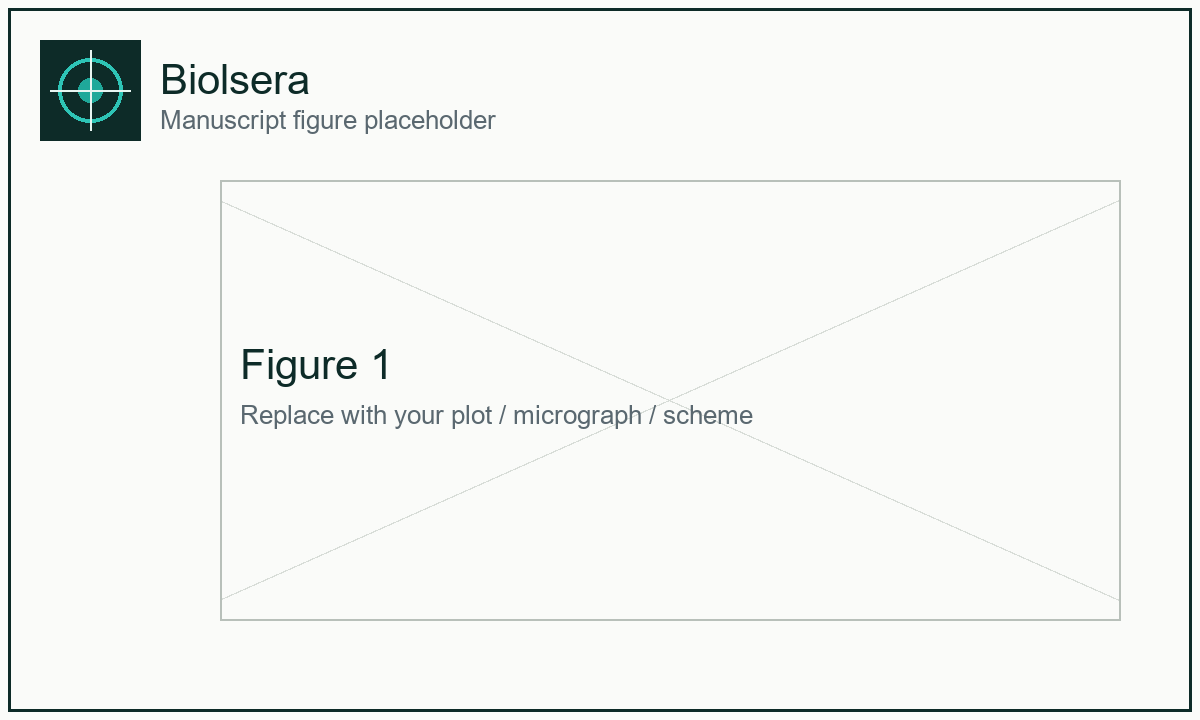 Biolsera
Manuscript figure placeholder
Figure 1
Replace with your plot / micrograph / scheme